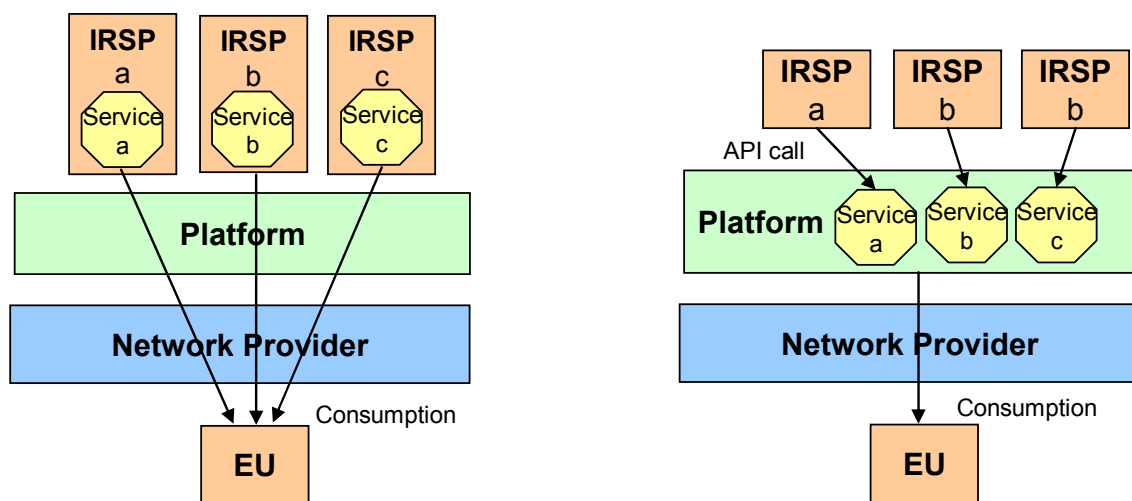 IRSP
a
Service
a
IRSP
b
Service
b
IRSP
c
Service
c
Platform
Network Provider
Consumption
EU
IRSP
a
IRSP
b
IRSP
b
API call
Platform
Service
a
Service
b
Service
c
Network Provider
Consumption
EU